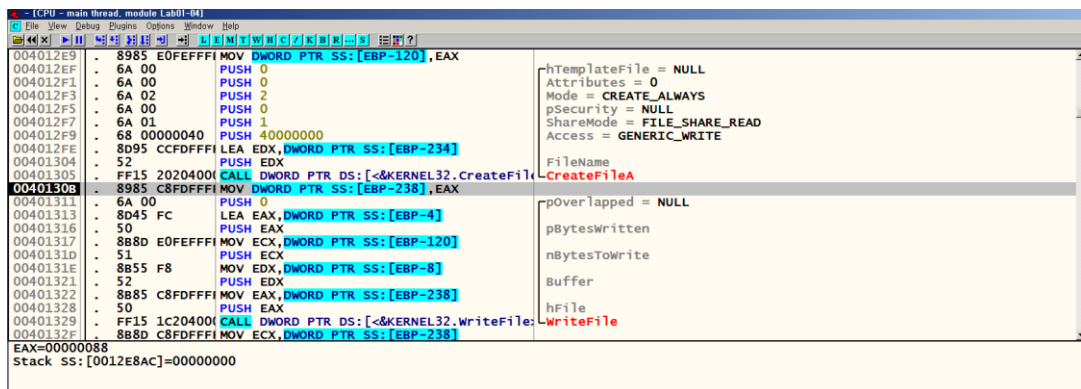 - [CPU - main thread, module Lab01-04]
C File View Debug Plugins Options Window Help
L E M T W H C / K B R ... S ?
004012E9 . 8985 E0FEFFFI MOV DWORD PTR SS:[EBP-120],EAX
004012EF . 6A 00 PUSH 0 hTemplateFile = NULL
004012F1 . 6A 00 PUSH 0 Attributes = 0
004012F3 . 6A 02 PUSH 2 Mode = CREATE_ALWAYS
004012F5 . 6A 00 PUSH 0 pSecurity = NULL
004012F7 . 6A 01 PUSH 1 ShareMode = FILE_SHARE_READ
004012F9 . 68 00000040 PUSH 40000000 Access = GENERIC_WRITE
004012FE . 8D95 CCFDFFFI LEA EDX,DWORD PTR SS:[EBP-234]
00401304 . 52 PUSH EDX FileName
00401305 . FF15 20204000 CALL DWORD PTR DS:[<&KERNEL32.CreateFile CreateFileA
0040130B . 8985 C8FDFFFI MOV DWORD PTR SS:[EBP-238],EAX
00401311 . 6A 00 PUSH 0 pOverlapped = NULL
00401313 . 8D45 FC LEA EAX,DWORD PTR SS:[EBP-4]
00401316 . 50 PUSH EAX pBytesWritten
00401317 . 8B8D E0FEFFFI MOV ECX,DWORD PTR SS:[EBP-120]
0040131D . 51 PUSH ECX nBytesToWrite
0040131E . 8B55 F8 MOV EDX,DWORD PTR SS:[EBP-8]
00401321 . 52 PUSH EDX Buffer
00401322 . 8B85 C8FDFFFI MOV EAX,DWORD PTR SS:[EBP-238]
00401328 . 50 PUSH EAX hFile
00401329 . FF15 1C204000 CALL DWORD PTR DS:[<&KERNEL32.WriteFile> WriteFile
0040132F . 8B8D C8FDFFFI MOV ECX,DWORD PTR SS:[EBP-238]
EAX=00000088
Stack SS:[0012E8AC]=00000000